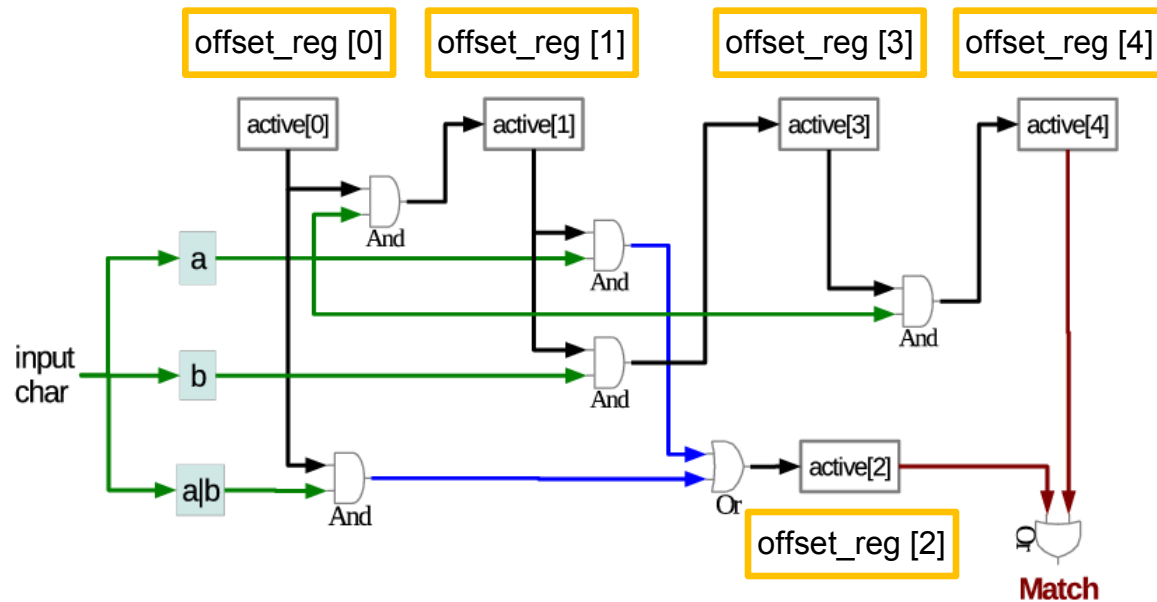 offset_reg [0]
offset_reg [1]
offset_reg [3]
offset_reg [4]
active[0]
active[1]
active[3]
active[4]
And
a
And
And
input
char
b
And
a|b
And
Or
active[2]
offset_reg [2]
Or
Match